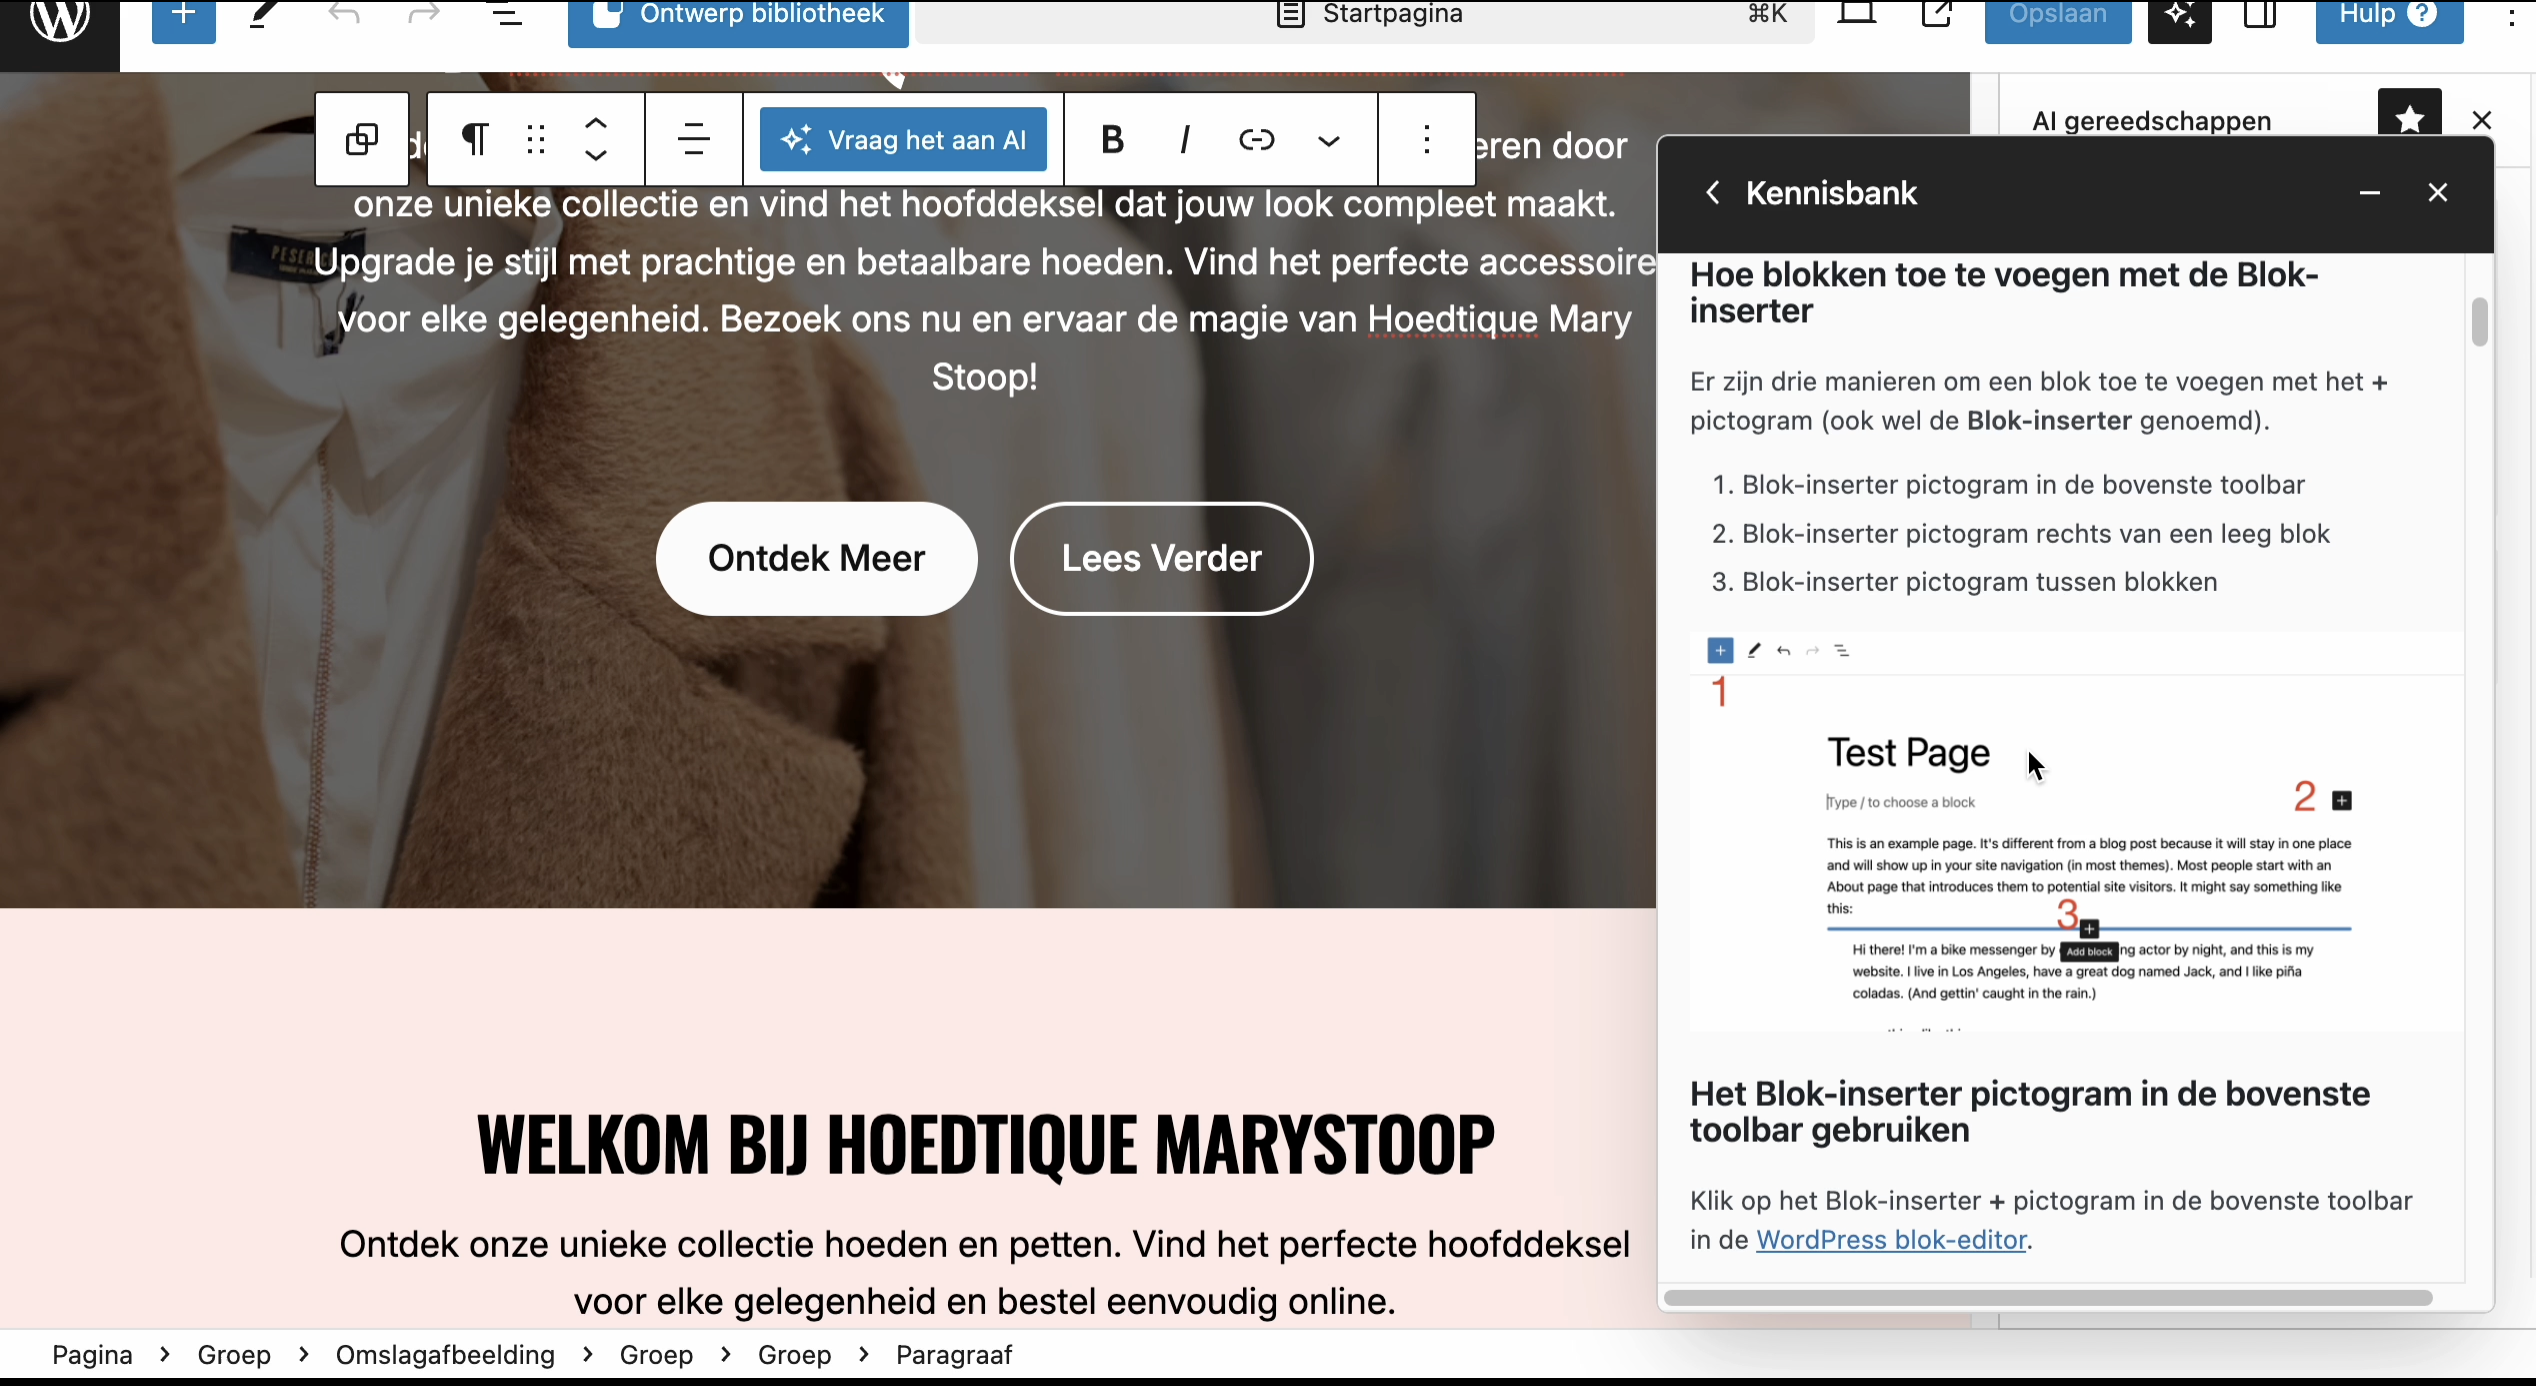 Ontwerp bibliotheek
Startpagina
⌘K
Opslaan
Hulp ?
AI gereedschappen
Vraag het aan AI
B I
eren door
onze unieke collectie en vind het hoofddeksel dat jouw look compleet maakt.
Upgrade je stijl met prachtige en betaalbare hoeden. Vind het perfecte accessoire
voor elke gelegenheid. Bezoek ons nu en ervaar de magie van Hoedtique Mary
Stoop!
Ontdek Meer
Lees Verder
WELKOM BIJ HOEDTIQUE MARYSTOOP
Ontdek onze unieke collectie hoeden en petten. Vind het perfecte hoofddeksel
voor elke gelegenheid en bestel eenvoudig online.
Kennisbank
Hoe blokken toe te voegen met de Blok-
inserter
Er zijn drie manieren om een blok toe te voegen met het +
pictogram (ook wel de Blok-inserter genoemd).
1. Blok-inserter pictogram in de bovenste toolbar
2. Blok-inserter pictogram rechts van een leeg blok
3. Blok-inserter pictogram tussen blokken
1
Test Page
Type / to choose a block
2
This is an example page. It's different from a blog post because it will stay in one place
and will show up in your site navigation (in most themes). Most people start with an
About page that introduces them to potential site visitors. It might say something like
this:
3
Hi there! I'm a bike messenger by
Add block
ng actor by night, and this is my
website. I live in Los Angeles, have a great dog named Jack, and I like piña
coladas. (And gettin' caught in the rain.)
Het Blok-inserter pictogram in de bovenste
toolbar gebruiken
Klik op het Blok-inserter + pictogram in de bovenste toolbar
in de WordPress blok-editor.
Pagina > Groep > Omslagafbeelding > Groep > Groep > Paragraaf